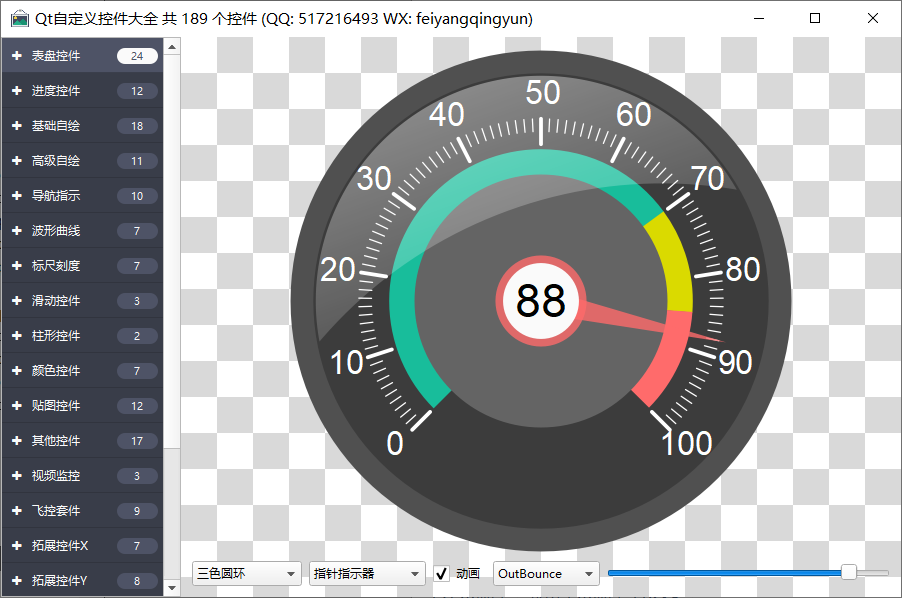 Qt自定义控件大全 共 189 个控件 (QQ: 517216493 WX: feiyangqingyun)
表盘控件 24
进度控件 12
基础自绘 18
高级自绘 11
导航指示 10
波形曲线 7
标尺刻度 7
滑动控件 3
柱形控件 2
颜色控件 7
贴图控件 12
其他控件 17
视频监控 3
飞控套件 9
拓展控件X 7
拓展控件Y 8
0
10
20
30
40
50
60
70
80
90
100
88
三色圆环 指针指示器 动画 OutBounce